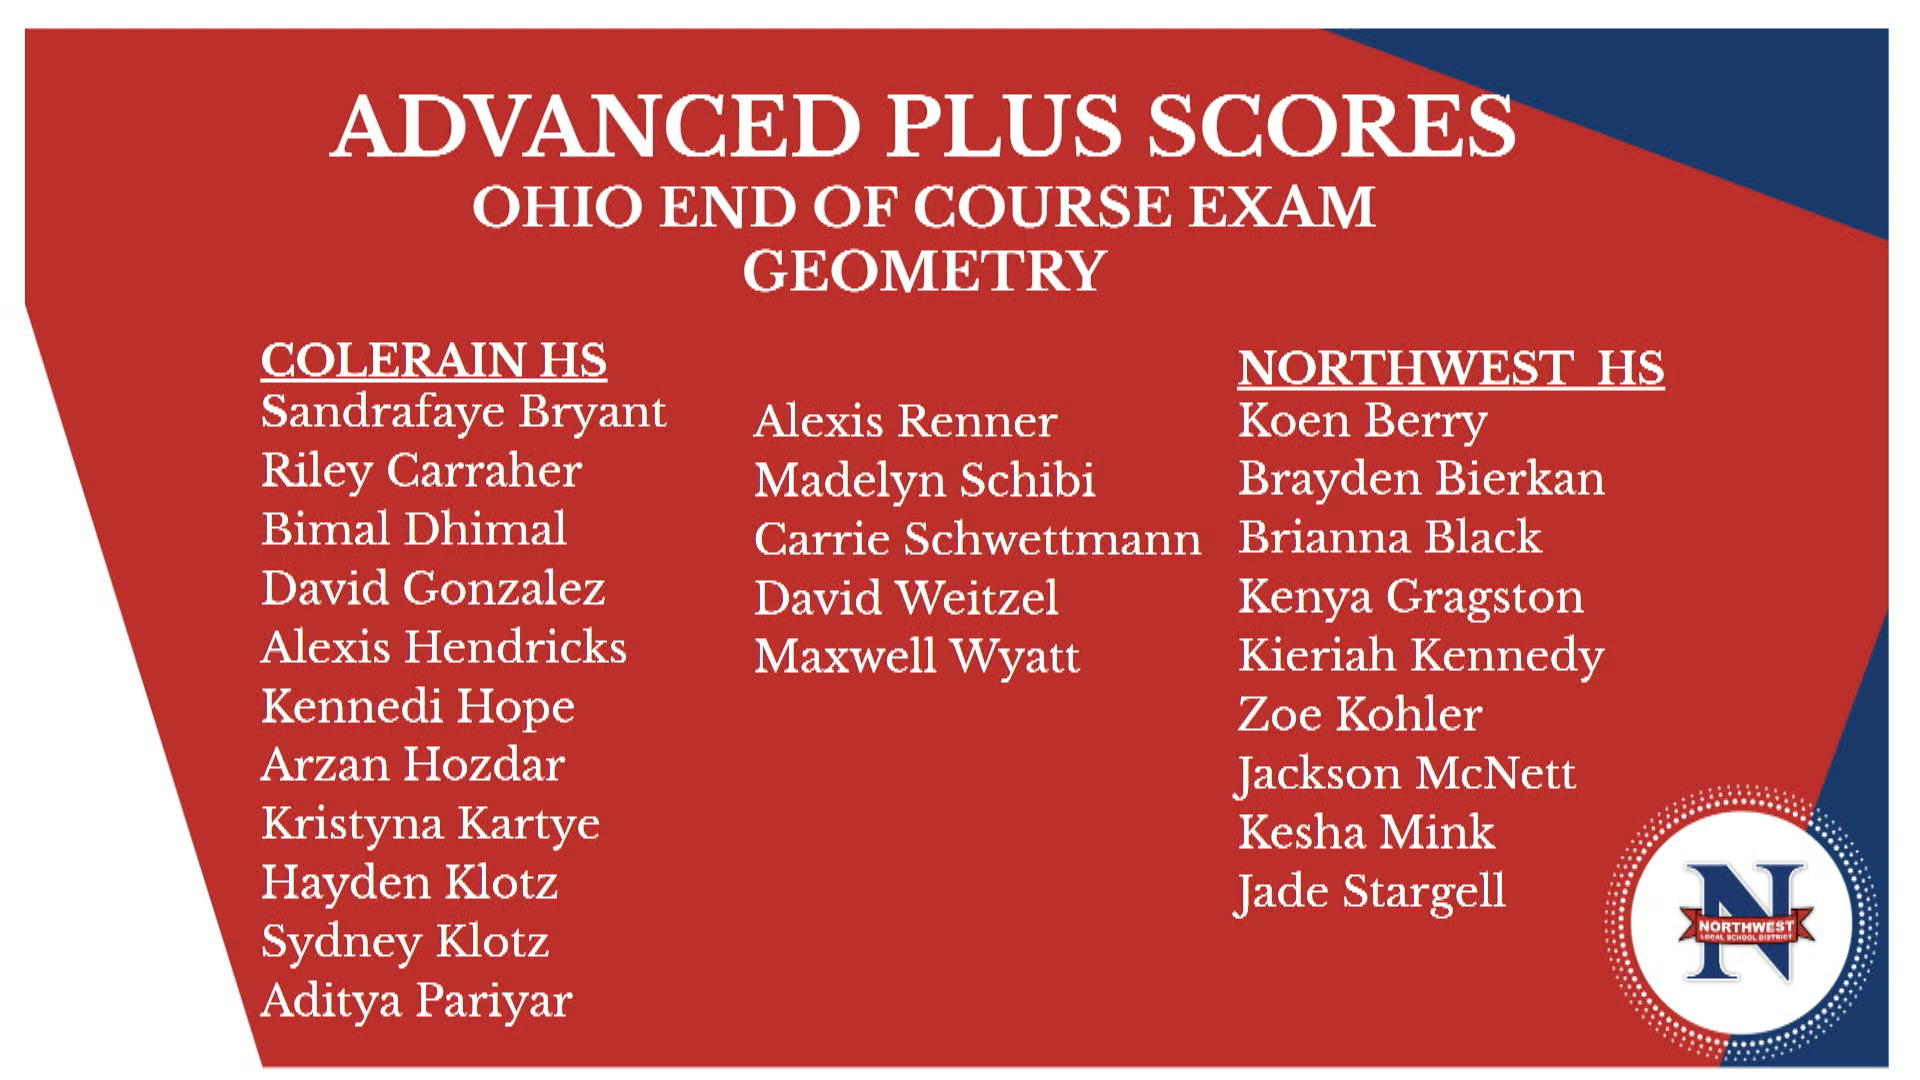 ADVANCED PLUS SCORES
OHIO END OF COURSE EXAM
GEOMETRY
COLERAIN HS
Sandrafaye Bryant
Riley Carraher
Bimal Dhimal
David Gonzalez
Alexis Hendricks
Kennedi Hope
Arzan Hozdar
Kristyna Kartye
Hayden Klotz
Sydney Klotz
Aditya Pariyar
Alexis Renner
Madelyn Schibi
Carrie Schwettmann
David Weitzel
Maxwell Wyatt
NORTHWEST HS
Koen Berry
Brayden Bierkan
Brianna Black
Kenya Gragston
Kieriah Kennedy
Zoe Kohler
Jackson McNett
Kesha Mink
Jade Stargell
N
NORTHWEST
LOCAL SCHOOL DISTRICT